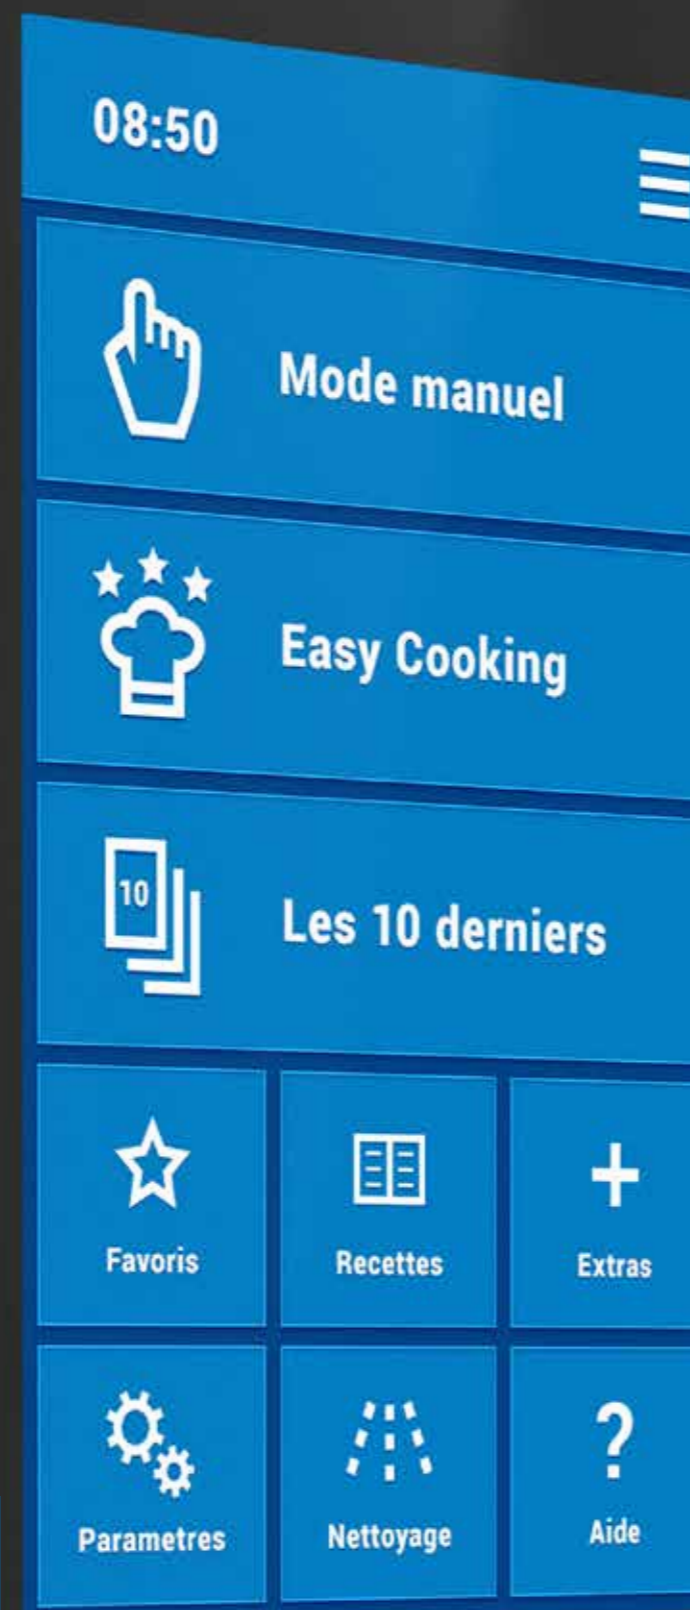 08:50
Mode manuel
Easy Cooking
10
Les 10 derniers
Favoris
Recettes
Extras
Parametres
Nettoyage
?
Aide